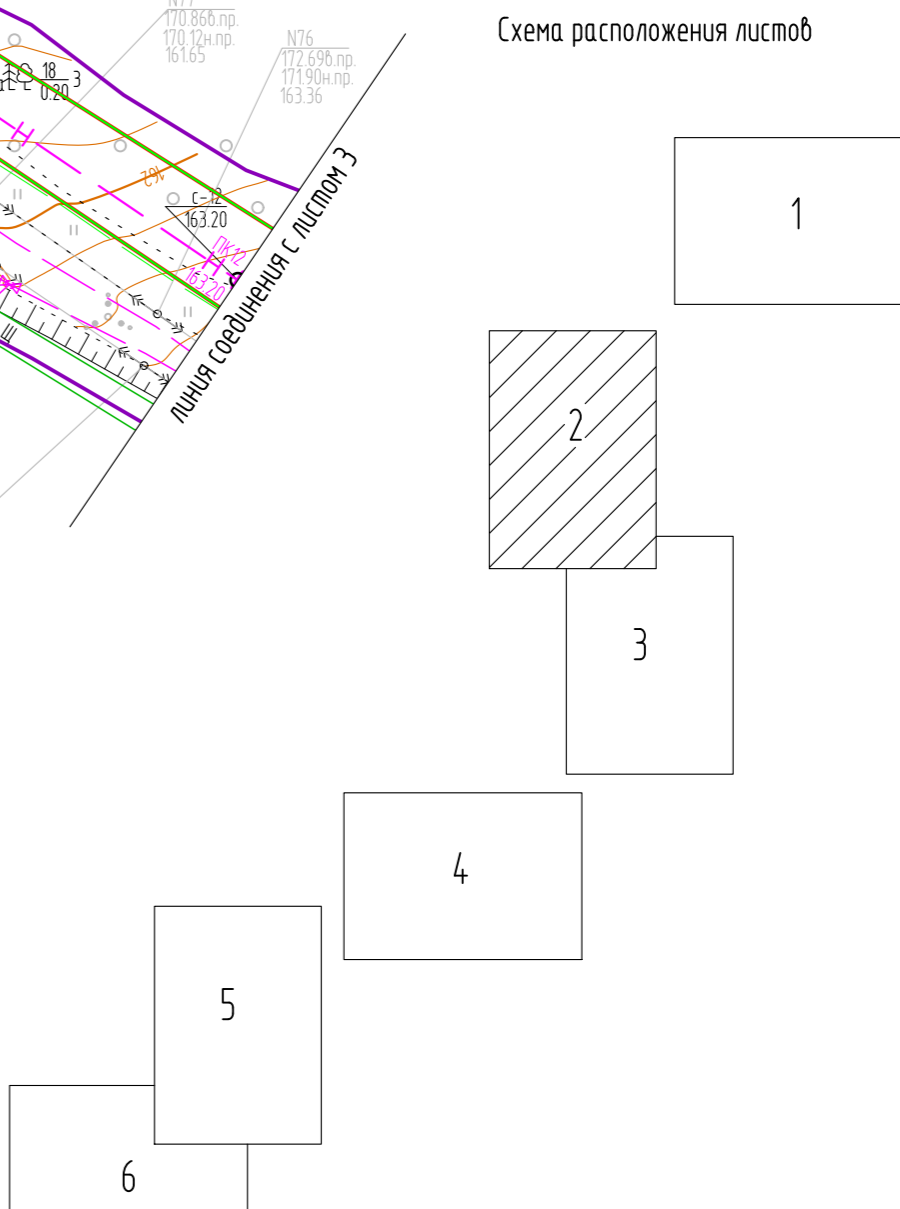 N77
170.86в.пр.
170.12н.пр.
161.65
N76
172.69в.пр.
171.90н.пр.
163.36
Схема расположения листов
18
0.20
3
162
с-12
163.20
ПК12
163.20
линия соединения с листом 3
1
2
3
4
5
6